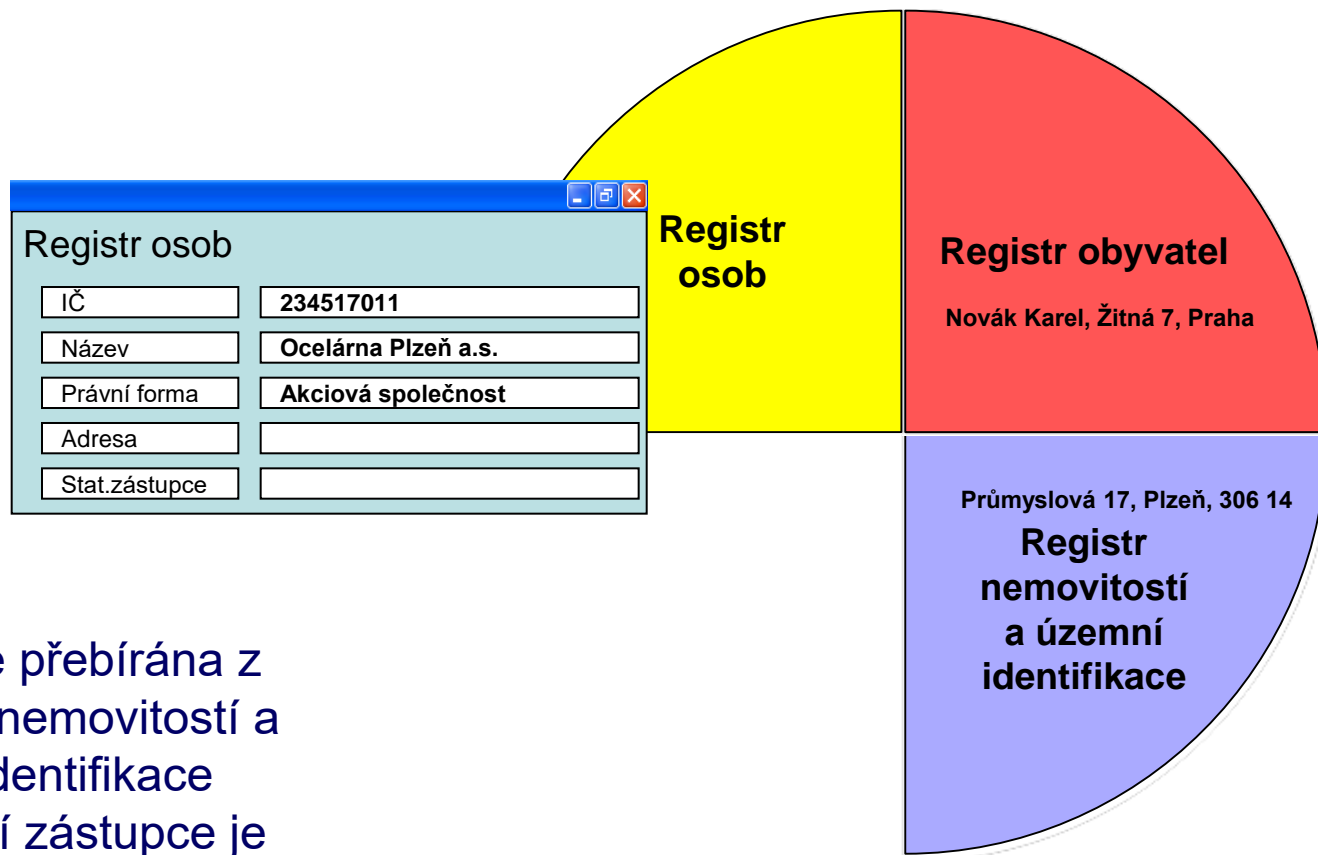 Registr osob
IČ 234517011
Název Ocelárna Plzeň a.s.
Právní forma Akciová společnost
Adresa
Stat.zástupce
Registr
osob
Registr obyvatel
Novák Karel, Žitná 7, Praha
Průmyslová 17, Plzeň, 306 14
Registr
nemovitostí
a územní
identifikace
přebírána z
nemovitostí a
dentifikace
í zástupce je